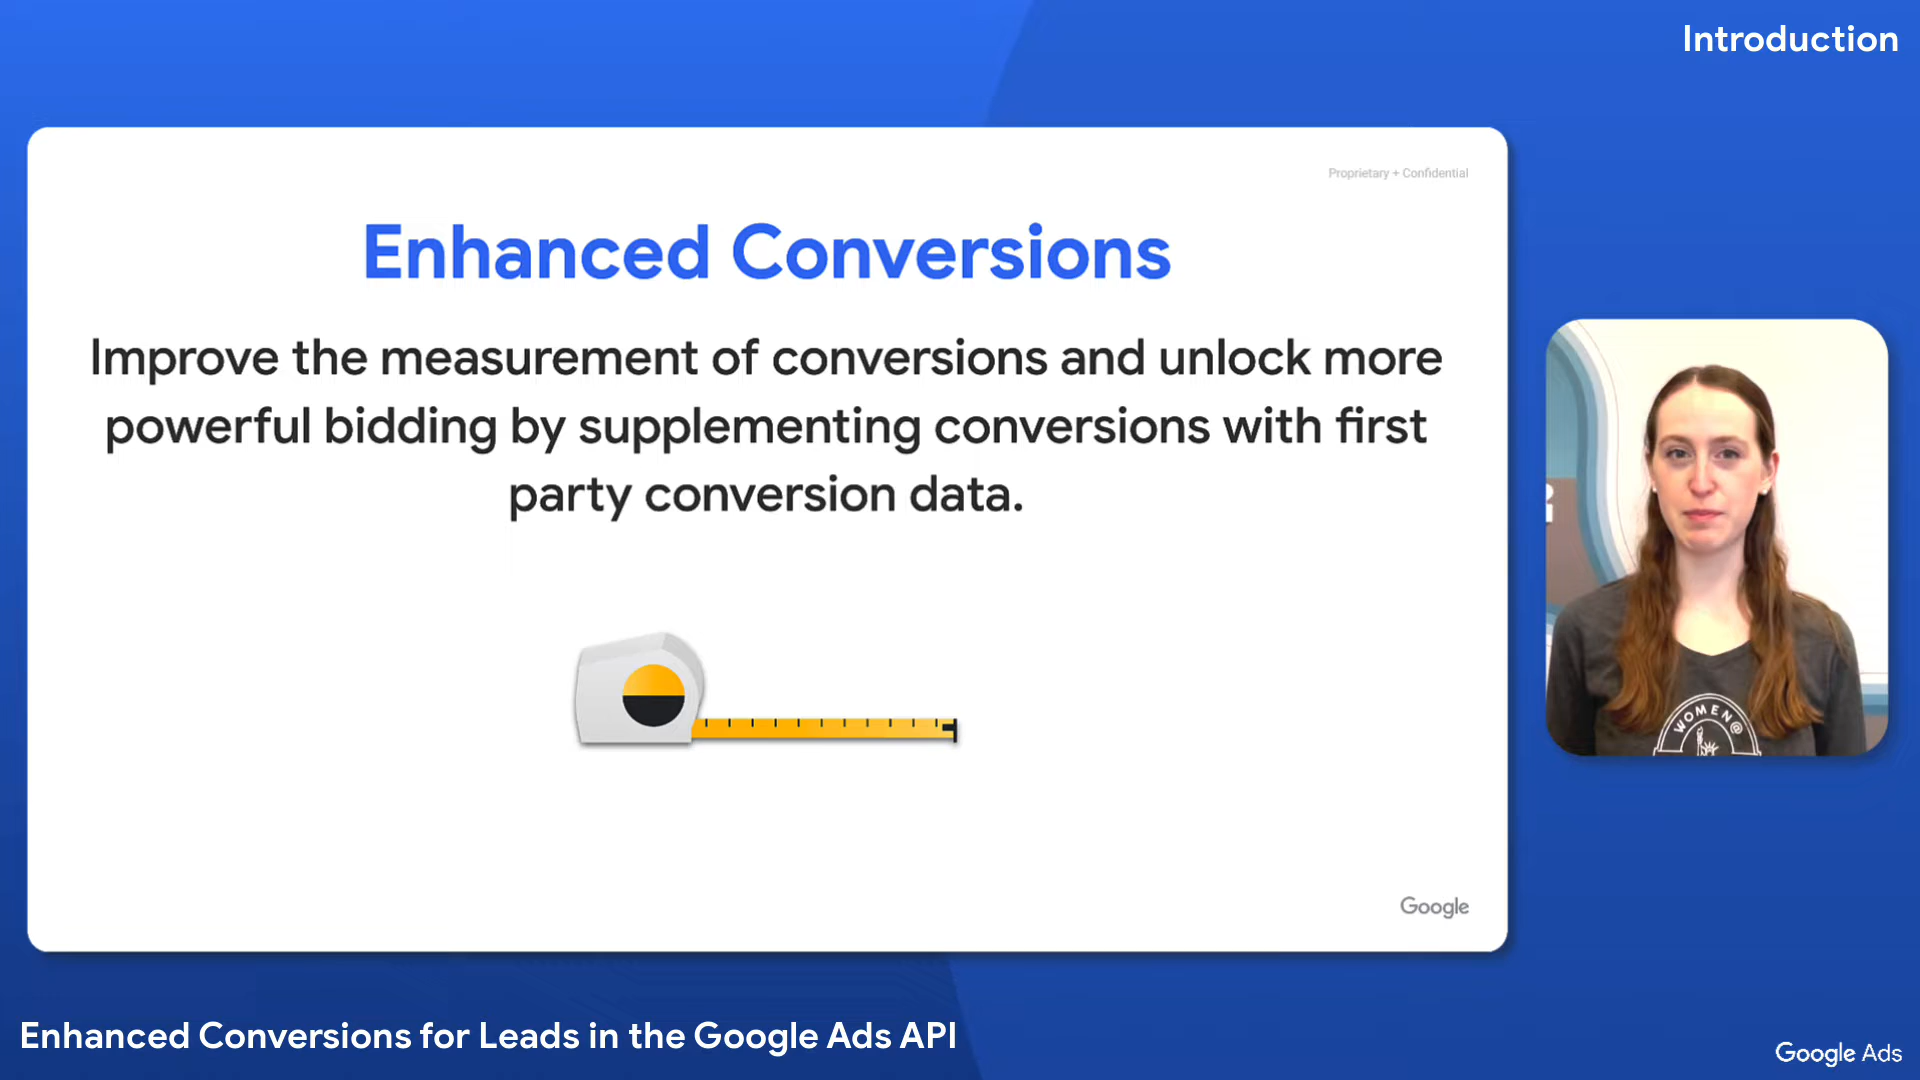 Introduction
Proprietary + Confidential
Enhanced Conversions
Improve the measurement of conversions and unlock more
powerful bidding by supplementing conversions with first
party conversion data.
WOMEN@
Google
Enhanced Conversions for Leads in the Google Ads API
Google Ads